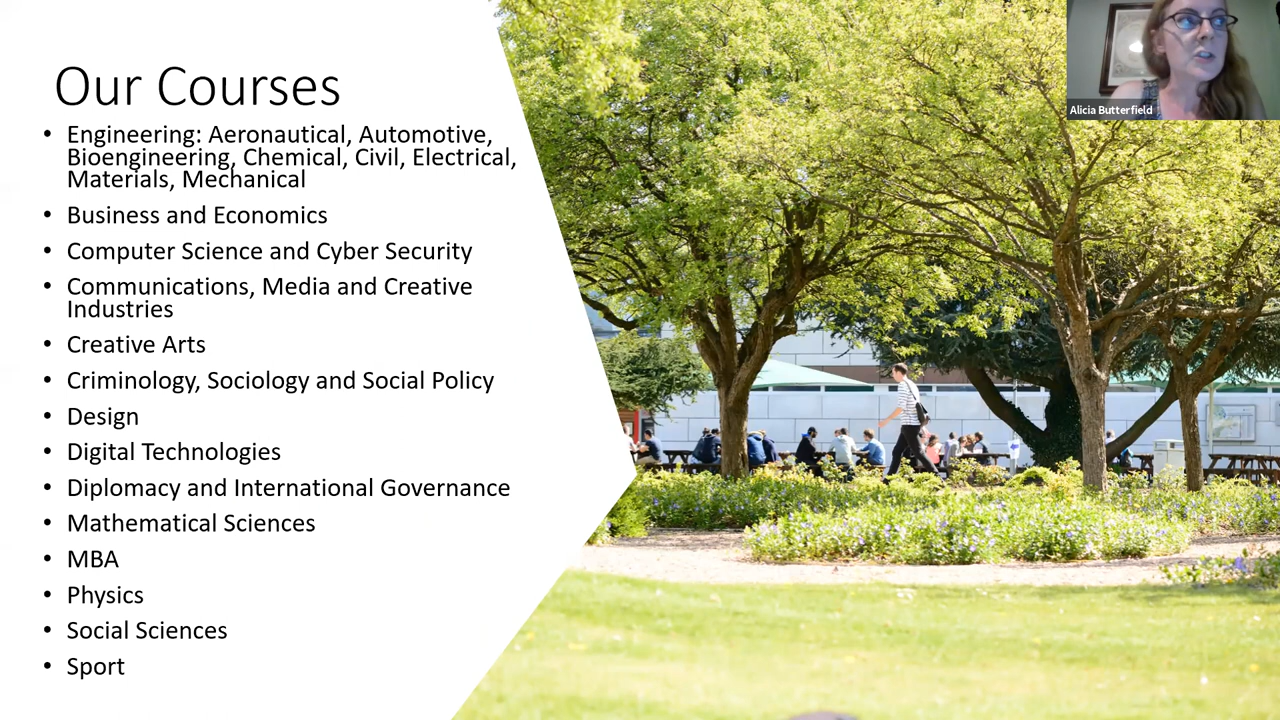 Our Courses
• Engineering: Aeronautical, Automotive,
Bioengineering, Chemical, Civil, Electrical,
Materials, Mechanical
• Business and Economics
• Computer Science and Cyber Security
• Communications, Media and Creative
Industries
• Creative Arts
• Criminology, Sociology and Social Policy
• Design
• Digital Technologies
• Diplomacy and International Governance
• Mathematical Sciences
• MBA
• Physics
• Social Sciences
• Sport
Alicia Butterfield